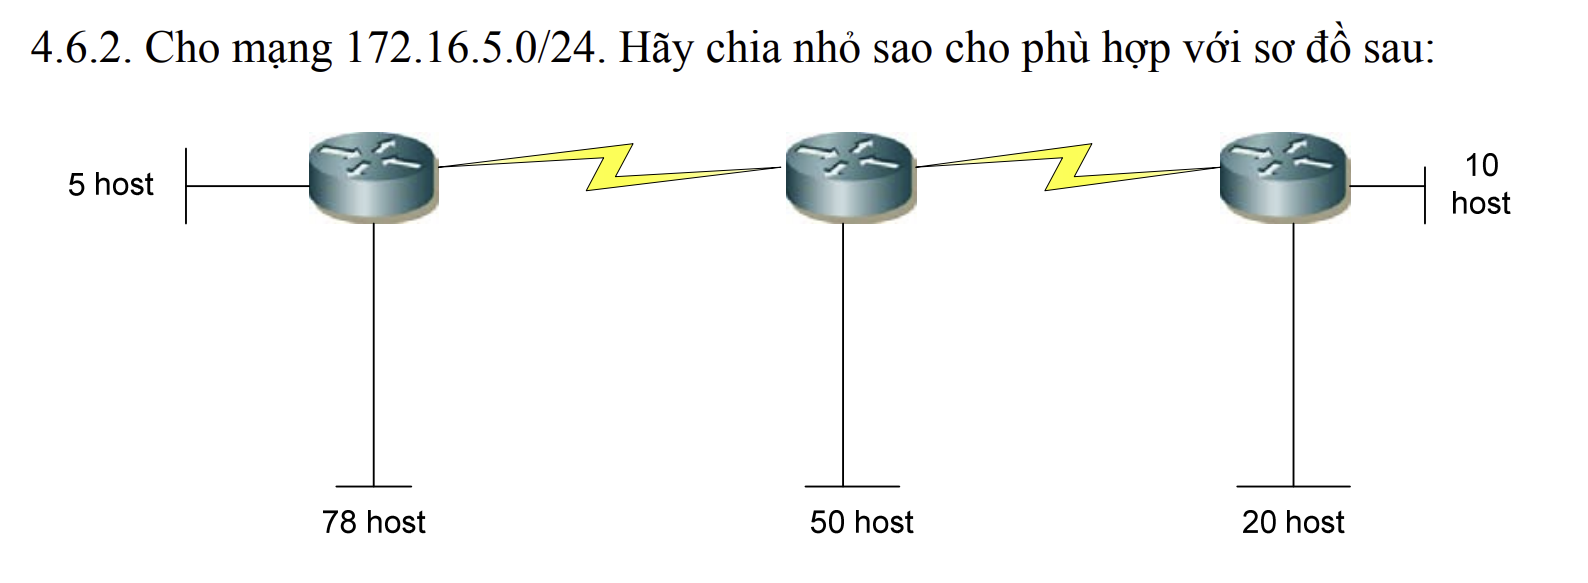 4.6.2. Cho mạng 172.16.5.0/24. Hãy chia nhỏ sao cho phù hợp với sơ đồ sau:
5 host
10
host
78 host
50 host
20 host